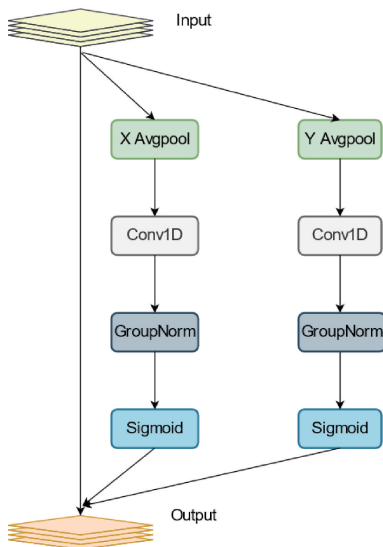 Input
X Avgpool
Y Avgpool
Conv1D
Conv1D
GroupNorm
GroupNorm
Sigmoid
Sigmoid
Output